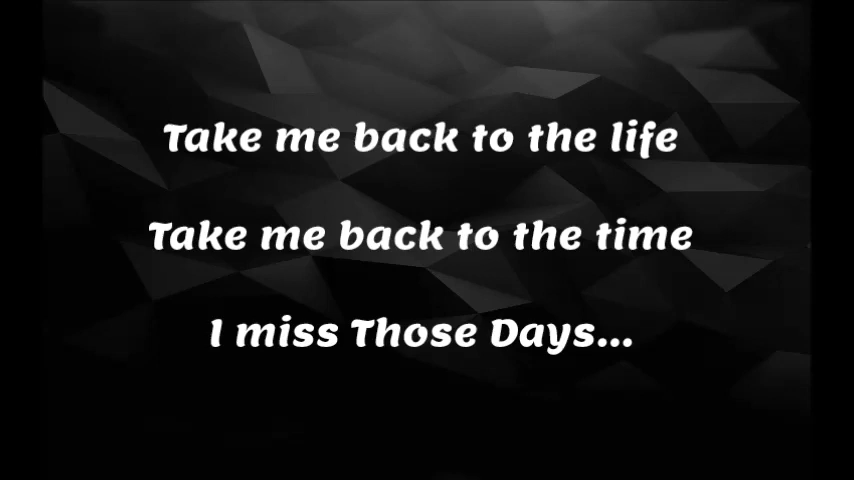 Take me back to the life
Take me back to the time
I miss Those Days...